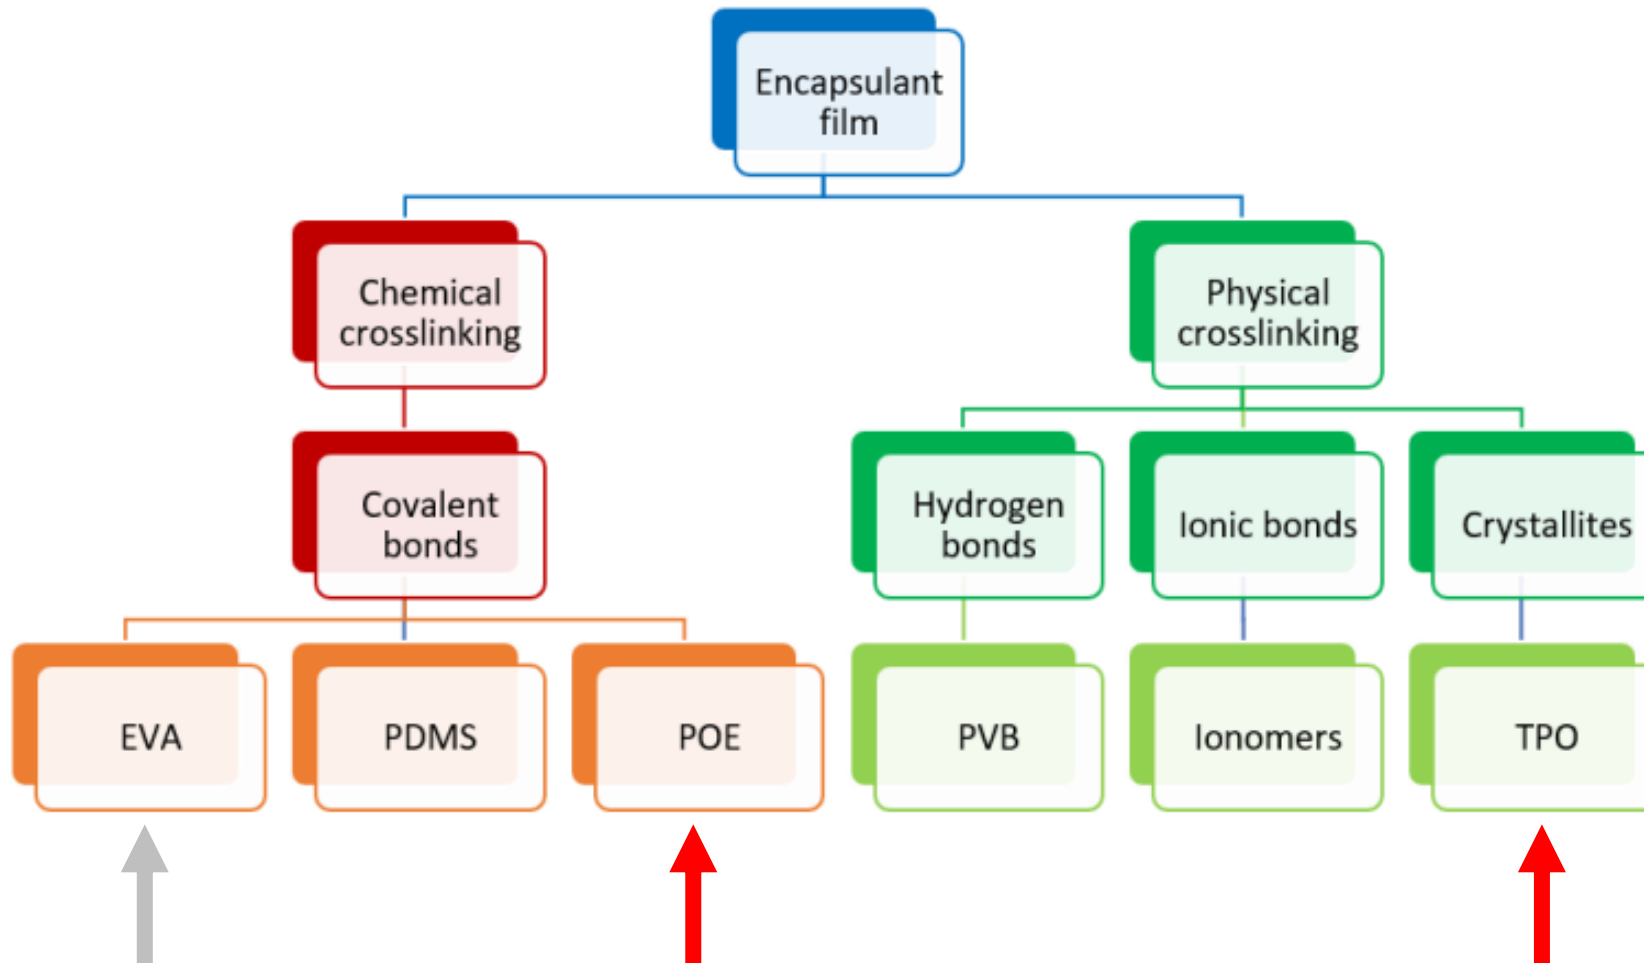 Encapsulant
film
Chemical
crosslinking
Physical
crosslinking
Covalent
bonds
Hydrogen
bonds
Ionic bonds
Crystallites
EVA
PDMS
POE
PVB
Ionomers
TPO